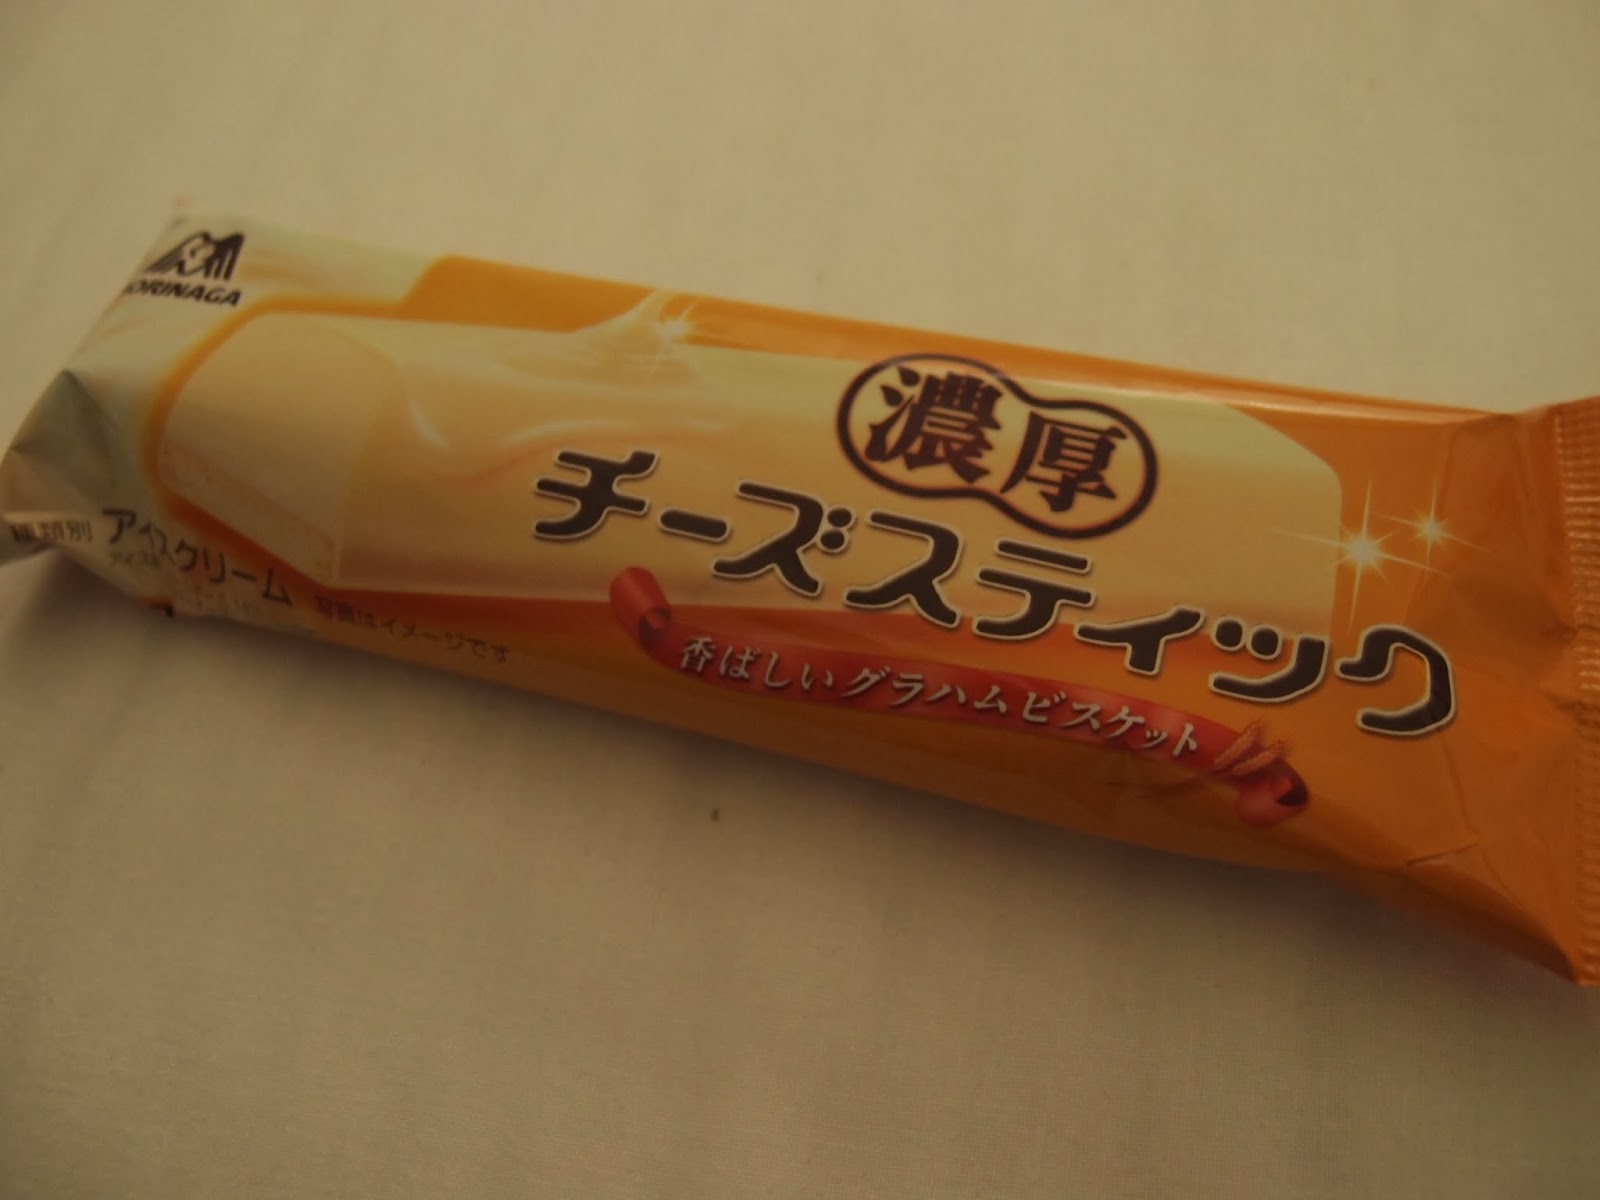 MORINAGA
濃厚
チーズスティック
香ばしいグラハムビスケット
種類別 アイスクリーム
写真はイメージです